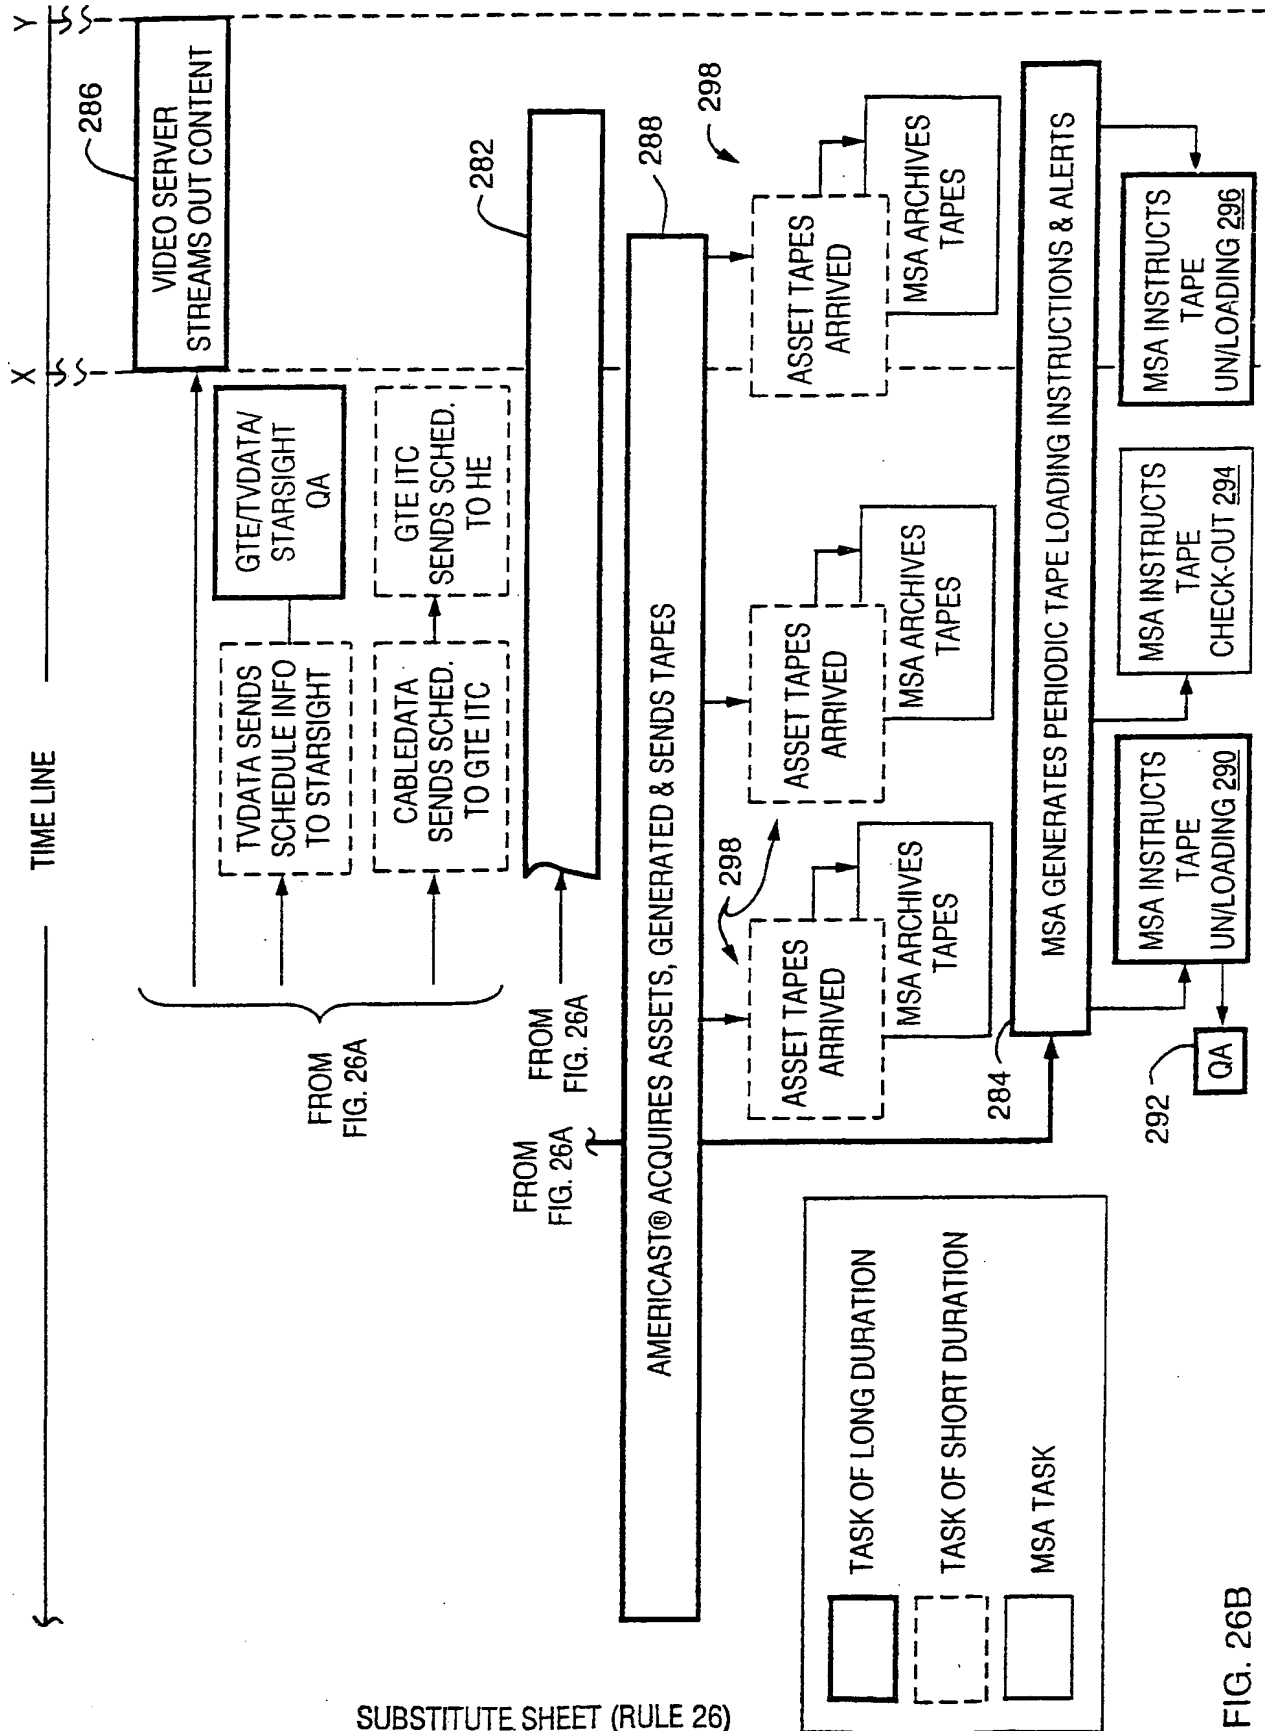 TIME LINE
X
Y
286
VIDEO SERVER
STREAMS OUT CONTENT
TVDATA SENDS
SCHEDULE INFO
TO STARSIGHT
GTE/TVDATA/
STARSIGHT
QA
CABLEDATA
SENDS SCHED.
TO GTE ITC
GTE ITC
SENDS SCHED.
TO HE
FROM
FIG. 26A
282
FROM
FIG. 26A
FROM
FIG. 26A
288
AMERICAST® ACQUIRES ASSETS, GENERATED & SENDS TAPES
298
298
ASSET TAPES
ARRIVED
MSA ARCHIVES
TAPES
ASSET TAPES
ARRIVED
MSA ARCHIVES
TAPES
ASSET TAPES
ARRIVED
MSA ARCHIVES
TAPES
284
MSA GENERATES PERIODIC TAPE LOADING INSTRUCTIONS & ALERTS
MSA INSTRUCTS
TAPE
UN/LOADING 290
MSA INSTRUCTS
TAPE
CHECK-OUT 294
MSA INSTRUCTS
TAPE
UN/LOADING 296
292
QA
TASK OF LONG DURATION
TASK OF SHORT DURATION
MSA TASK
FIG. 26B
SUBSTITUTE SHEET (RULE 26)